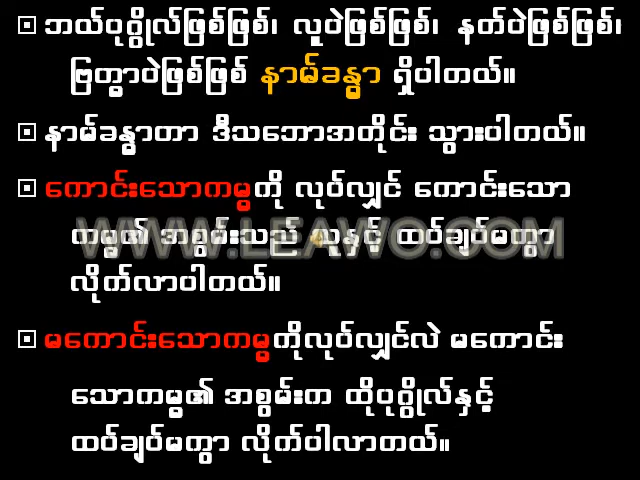 ဘယ်ပုဂ္ဂိုလ်ဖြစ်ဖြစ်၊ လူပဲဖြစ်ဖြစ်၊ နတ်ပဲဖြစ်ဖြစ်၊
ဗြဟ္မာပဲဖြစ်ဖြစ် နာမ်ခန္ဓာ ရှိပါတယ်။
နာမ်ခန္ဓာတာ ဒီသဘောအတိုင်း သွားပါတယ်။
ကောင်းသောကမ္မကို လုပ်လျှင် ကောင်းသော
ကမ္မ၏ အစွမ်းသည် သူနှင့် ထပ်ချပ်မကွာ
WWW.LEAWO.COM
လိုက်လာပါတယ်။
မကောင်းသောကမ္မကိုလုပ်လျှင်လဲ မကောင်း
သောကမ္မ၏ အစွမ်းက ထိုပုဂ္ဂိုလ်နှင့်
ထပ်ချပ်မကွာ လိုက်ပါလာတယ်။